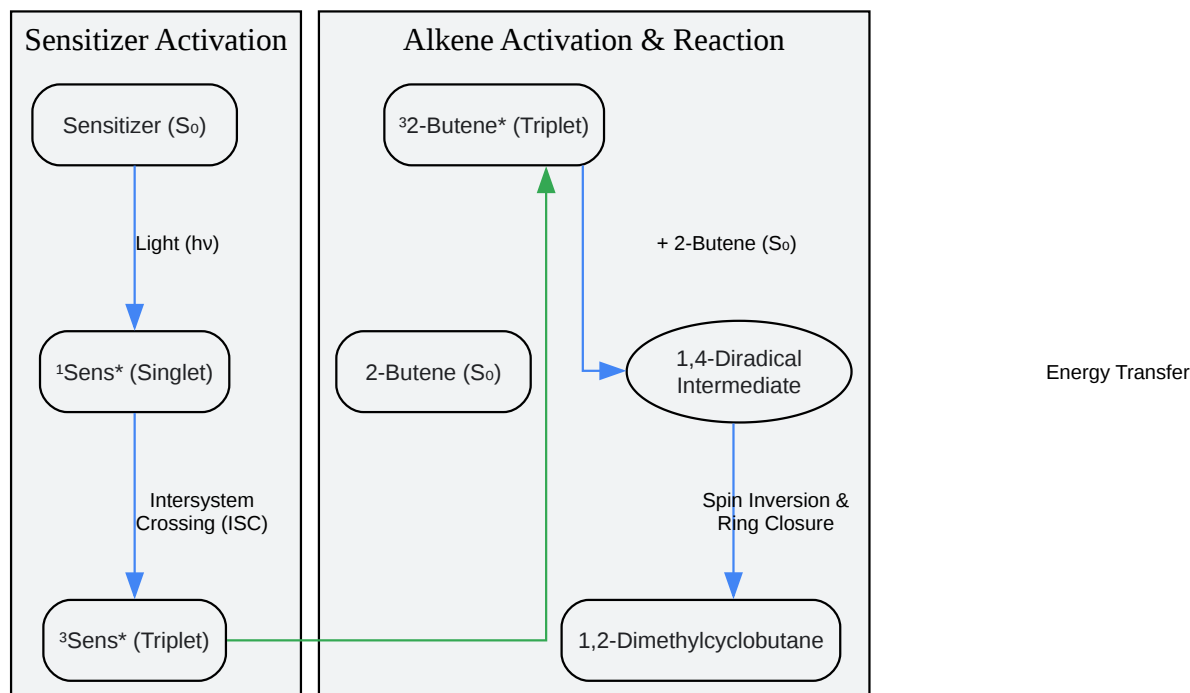 Sensitizer Activation
Alkene Activation & Reaction
Sensitizer (S₀)
³2-Butene* (Triplet)
Light (hν)
+ 2-Butene (S₀)
¹Sens* (Singlet)
2-Butene (S₀)
1,4-Diradical
Intermediate
Energy Transfer
Intersystem
Crossing (ISC)
Spin Inversion &
Ring Closure
³Sens* (Triplet)
1,2-Dimethylcyclobutane